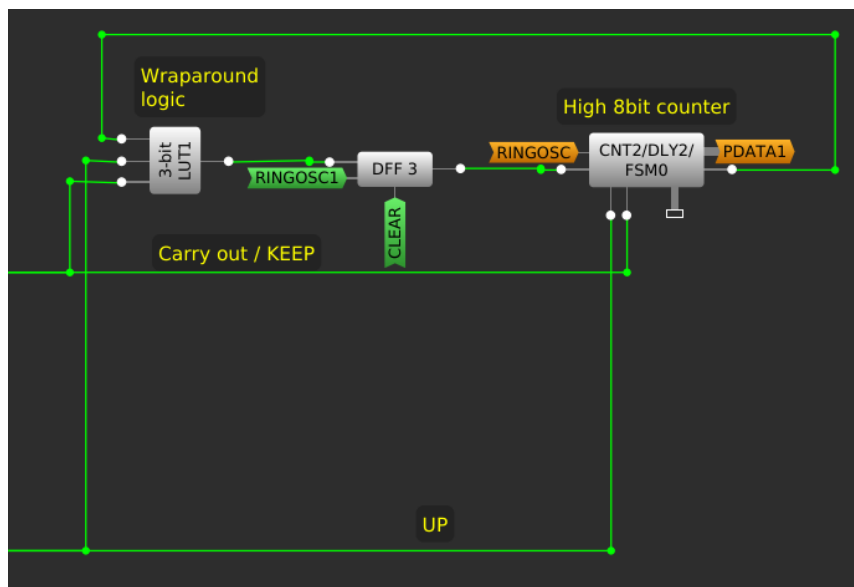 Wraparound
logic
High 8bit counter
3-bit
LUT1
RINGOSC1
DFF 3
RINGOSC
CNT2/DLY2/
FSM0
PDATA1
CLEAR
Carry out / KEEP
UP